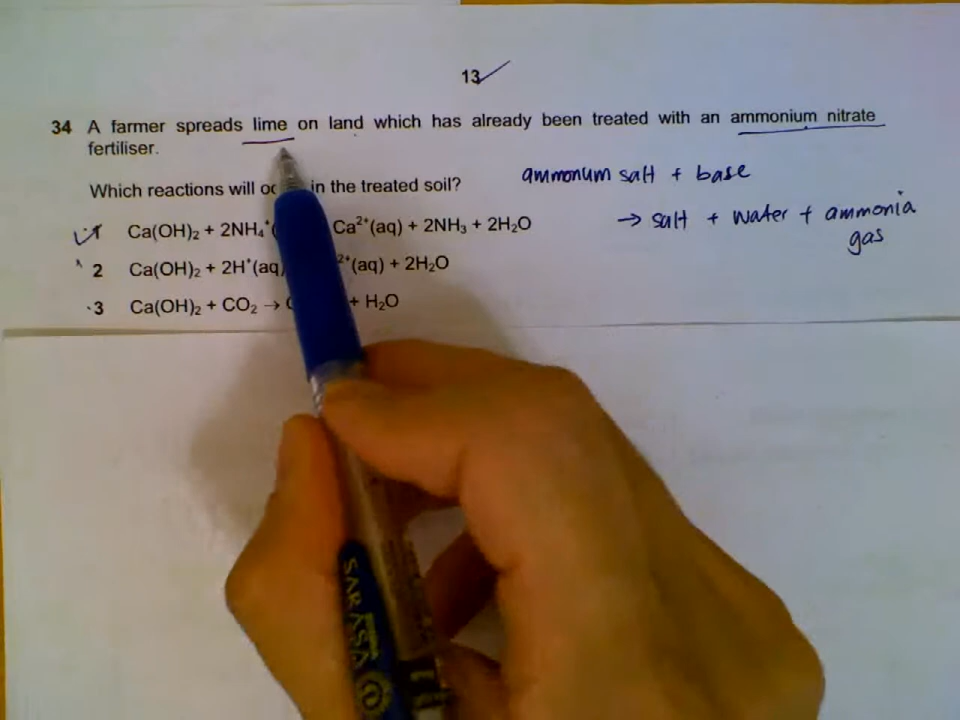 13
34 A farmer spreads lime on land which has already been treated with an ammonium nitrate
fertiliser.
Which reactions will in the treated soil?
ammonum salt + base
→ salt + water + ammonia
gas
1 Ca(OH)₂ + 2NH₄⁺( Ca²⁺(aq) + 2NH₃ + 2H₂O
2 Ca(OH)₂ + 2H⁺(aq) ²⁺(aq) + 2H₂O
3 Ca(OH)₂ + CO₂ → + H₂O
SARASA